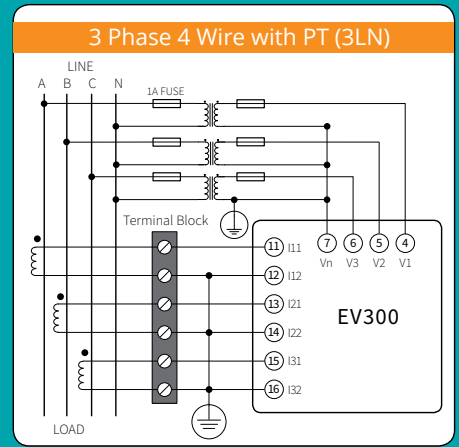 3 Phase 4 Wire with PT (3LN)
LINE
A B C N
1A FUSE
Terminal Block
11 I11
12 I12
13 I21
14 I22
15 I31
16 I32
7 6 5 4
Vn V3 V2 V1
EV300
LOAD